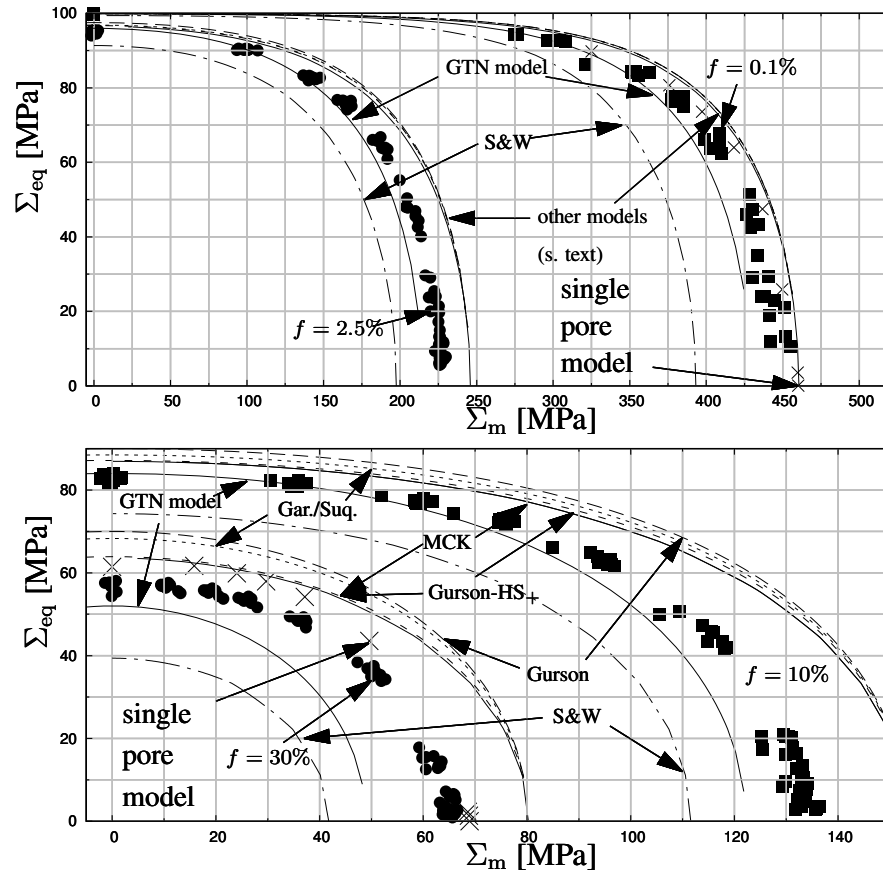 100
80
60
40
20
0
Σeq [MPa]
GTN model
f = 0.1%
S&W
other models
(s. text)
single
pore
model
f = 2.5%
0 50 100 150 200 250 300 350 400 450 500
Σm [MPa]
80
60
40
20
0
Σeq [MPa]
GTN model
Gar./Suq.
MCK
Gurson-HS+
Gurson
f = 10%
S&W
single
pore
model
f = 30%
0 20 40 60 80 100 120 140
Σm [MPa]